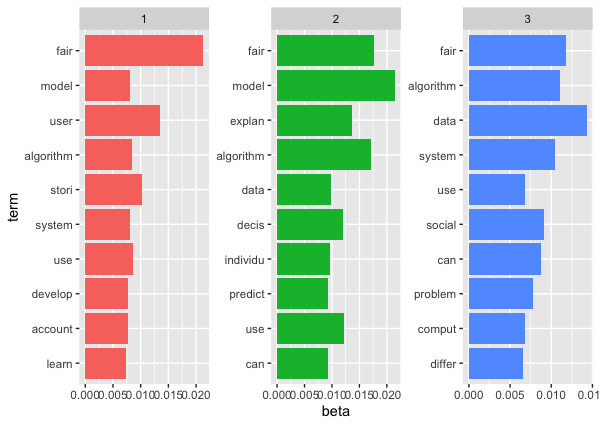 1
2
3
term
fair
model
user
algorithm
stori
system
use
develop
account
learn
0.000 0.005 0.010 0.015 0.020
fair
model
explan
algorithm
data
decis
individu
predict
use
can
0.000 0.005 0.010 0.015 0.020
fair
algorithm
data
system
use
social
can
problem
comput
differ
0.000 0.005 0.010 0.01
beta